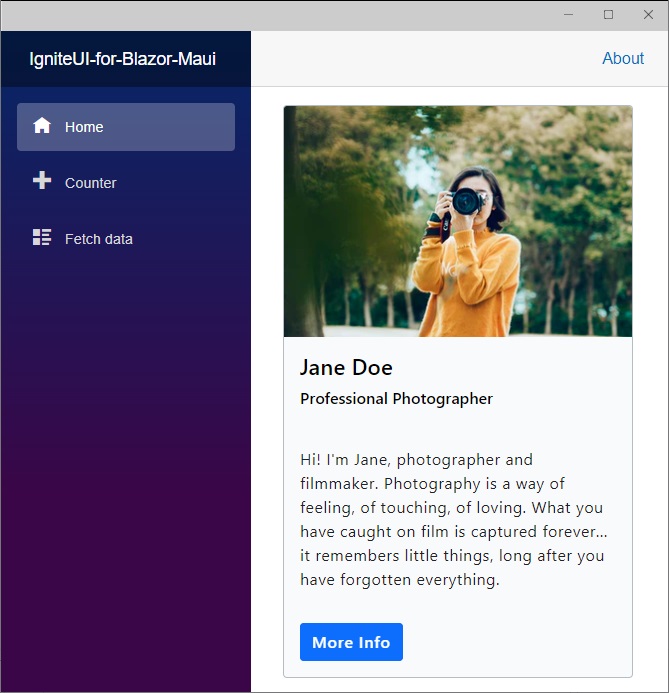 IgniteUI-for-Blazor-Maui
About
Home
Counter
Fetch data
Jane Doe
Professional Photographer
Hi! I'm Jane, photographer and
filmmaker. Photography is a way of
feeling, of touching, of loving. What you
have caught on film is captured forever...
it remembers little things, long after you
have forgotten everything.
More Info